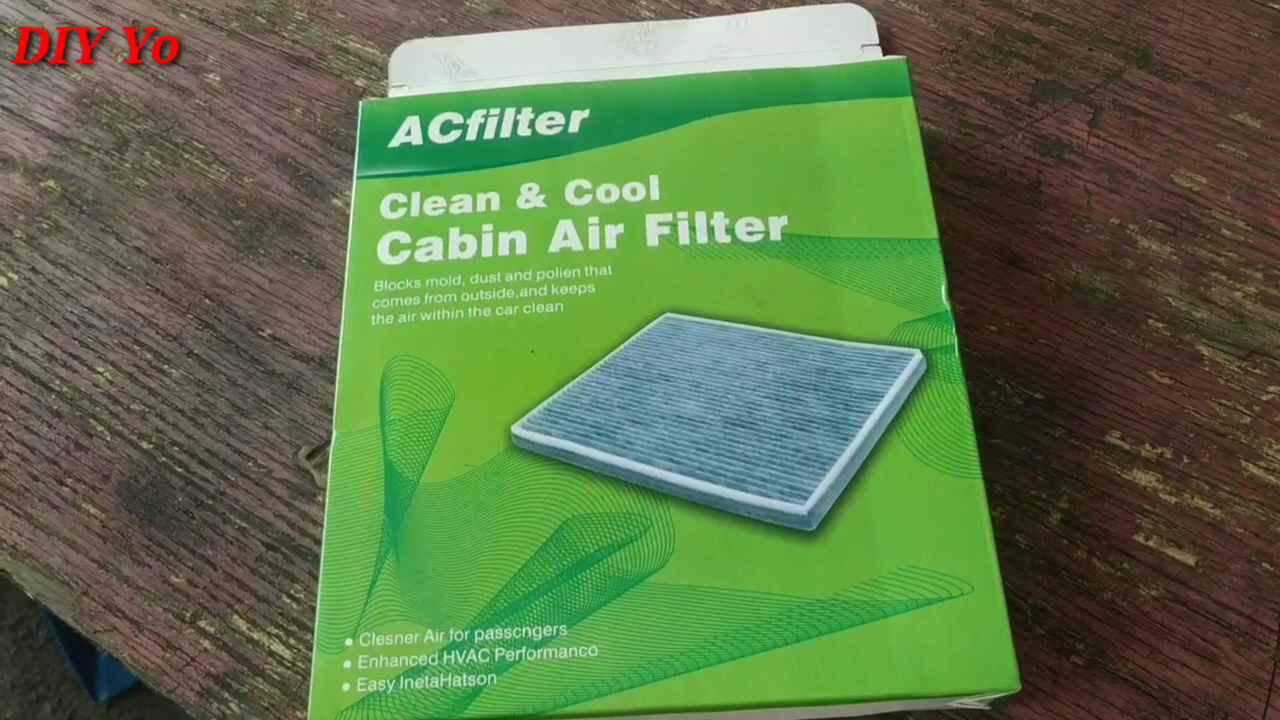 DIY Yo
ACfilter
Clean & Cool
Cabin Air Filter
Blocks mold, dust and polien that
comes from outside,and keeps
the air within the car clean
• Clesner Air for passcngers
• Enhanced HVAC Performanco
• Easy InetaHatson